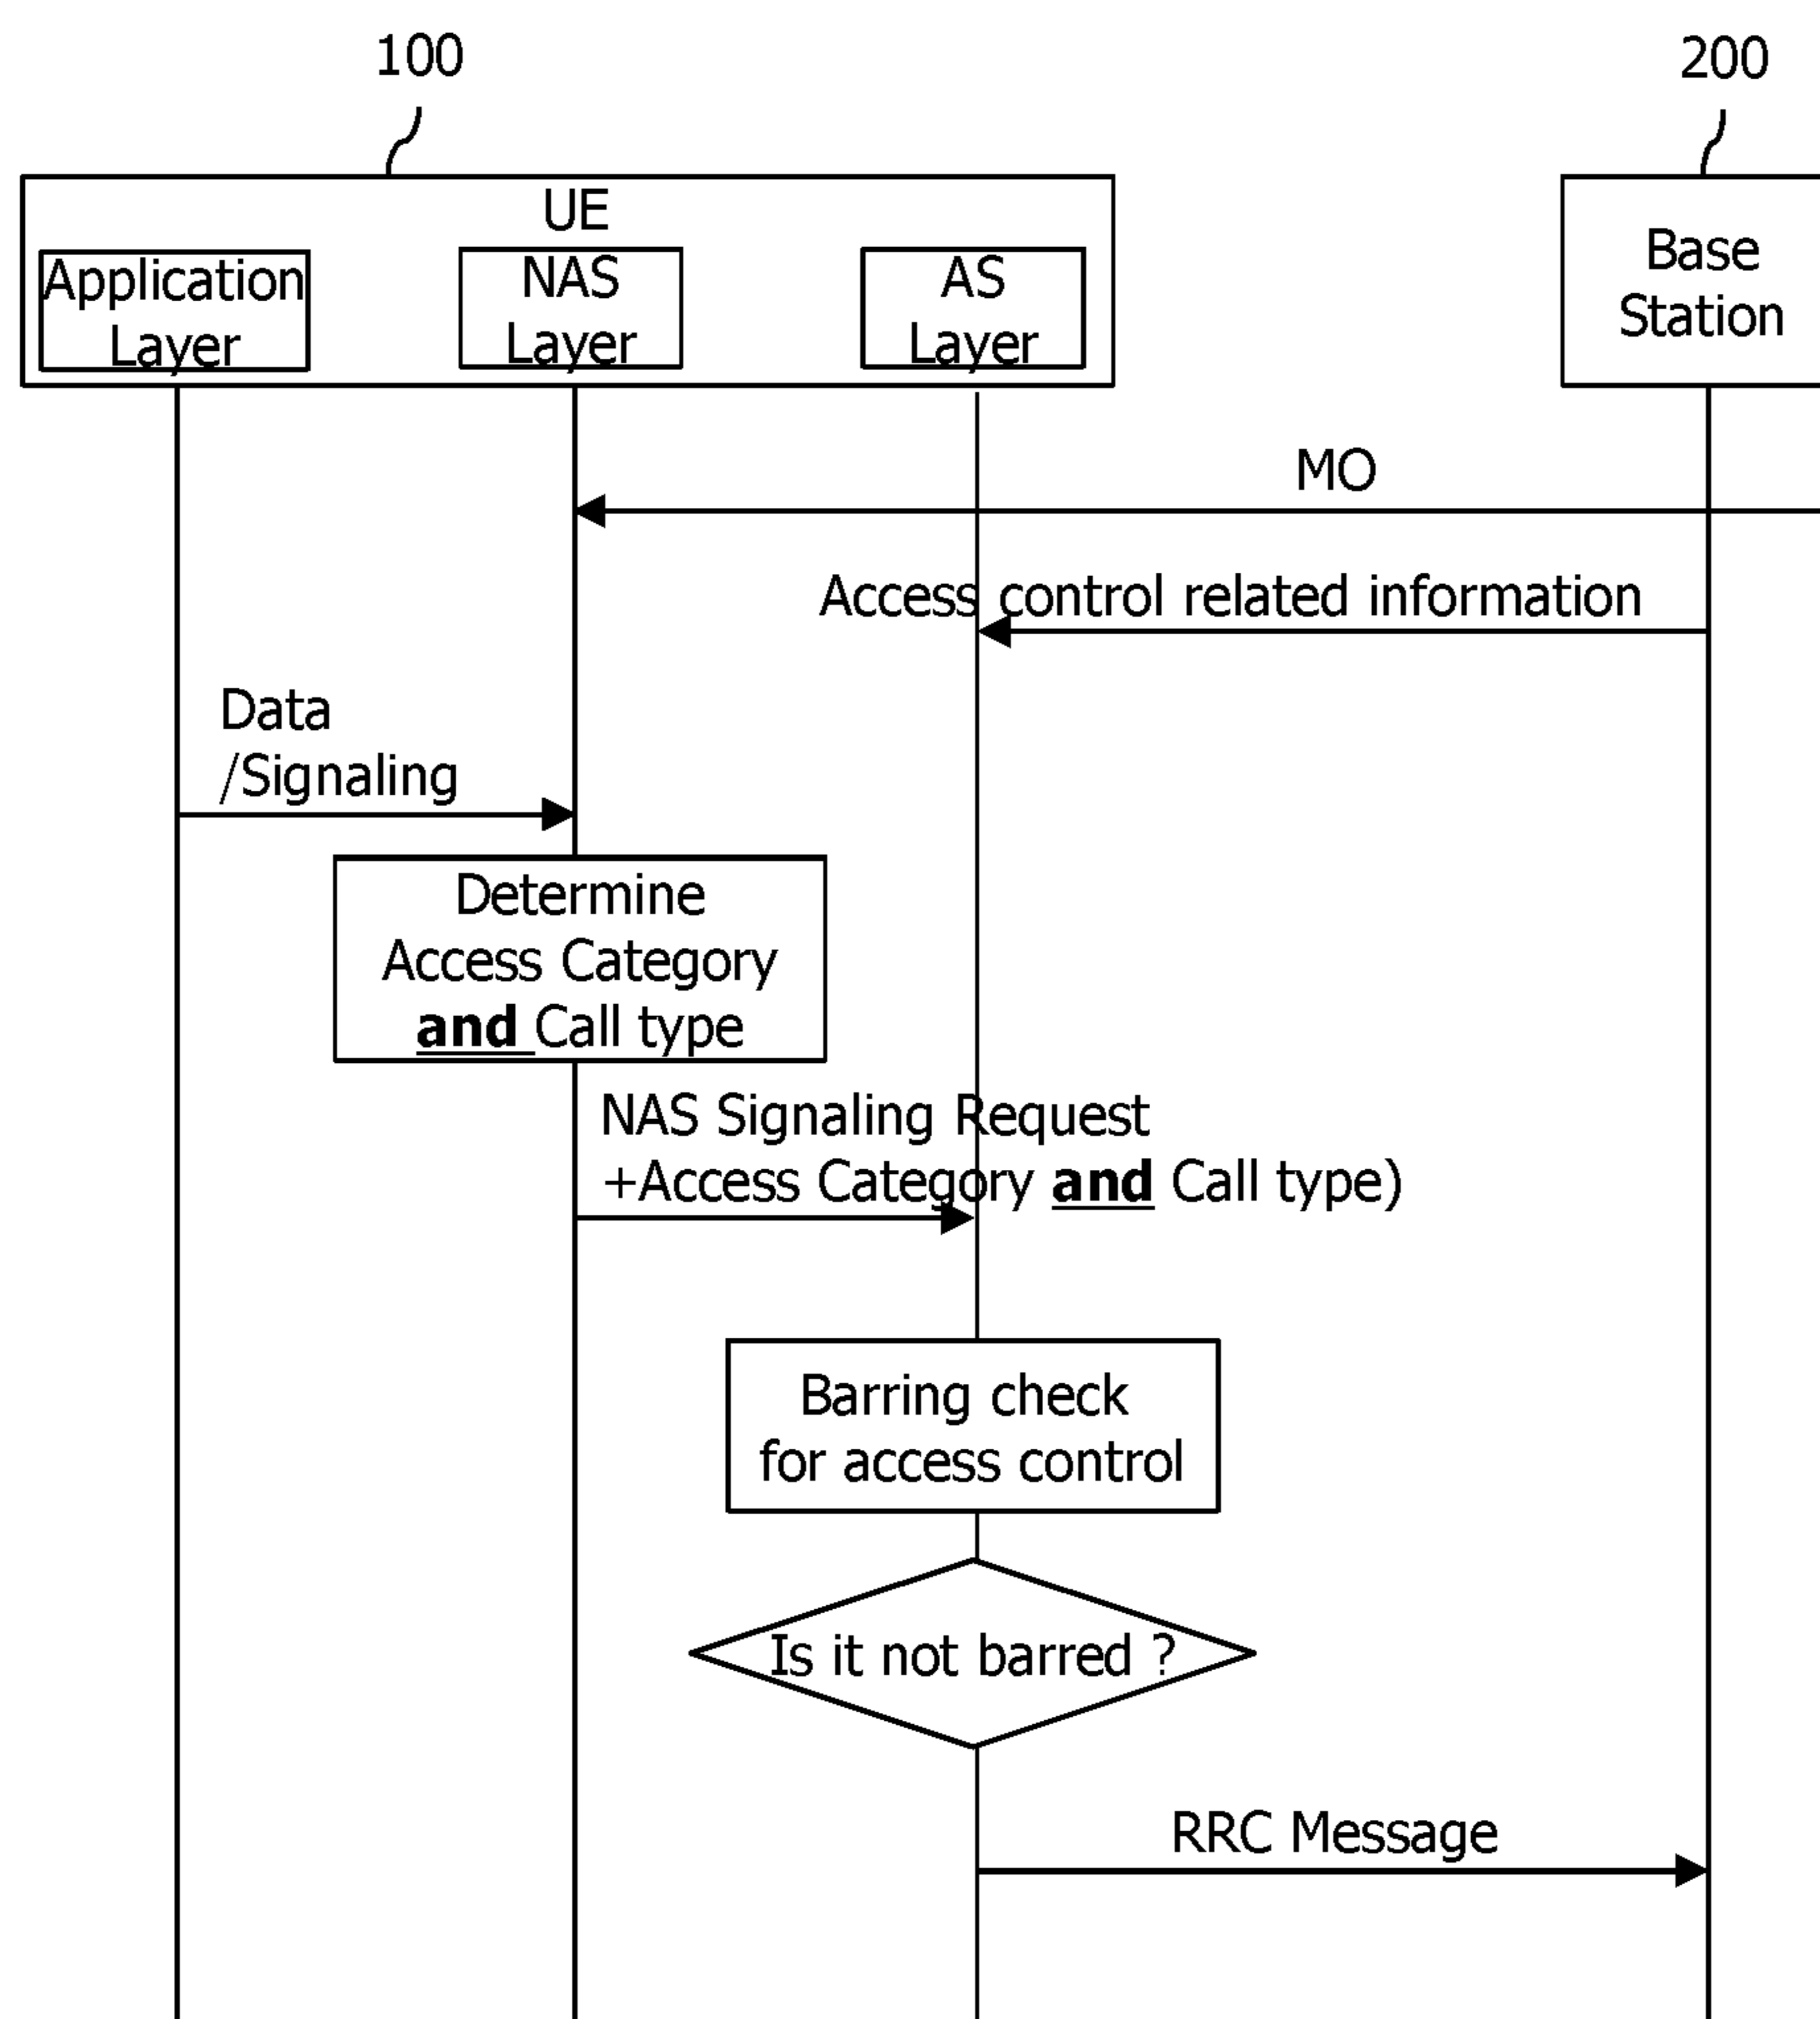 100
200
UE
Application
Layer
NAS
Layer
AS
Layer
Base
Station
MO
Access control related information
Data
/Signaling
Determine
Access Category
and Call type
NAS Signaling Request
+Access Category and Call type)
Barring check
for access control
Is it not barred ?
RRC Message